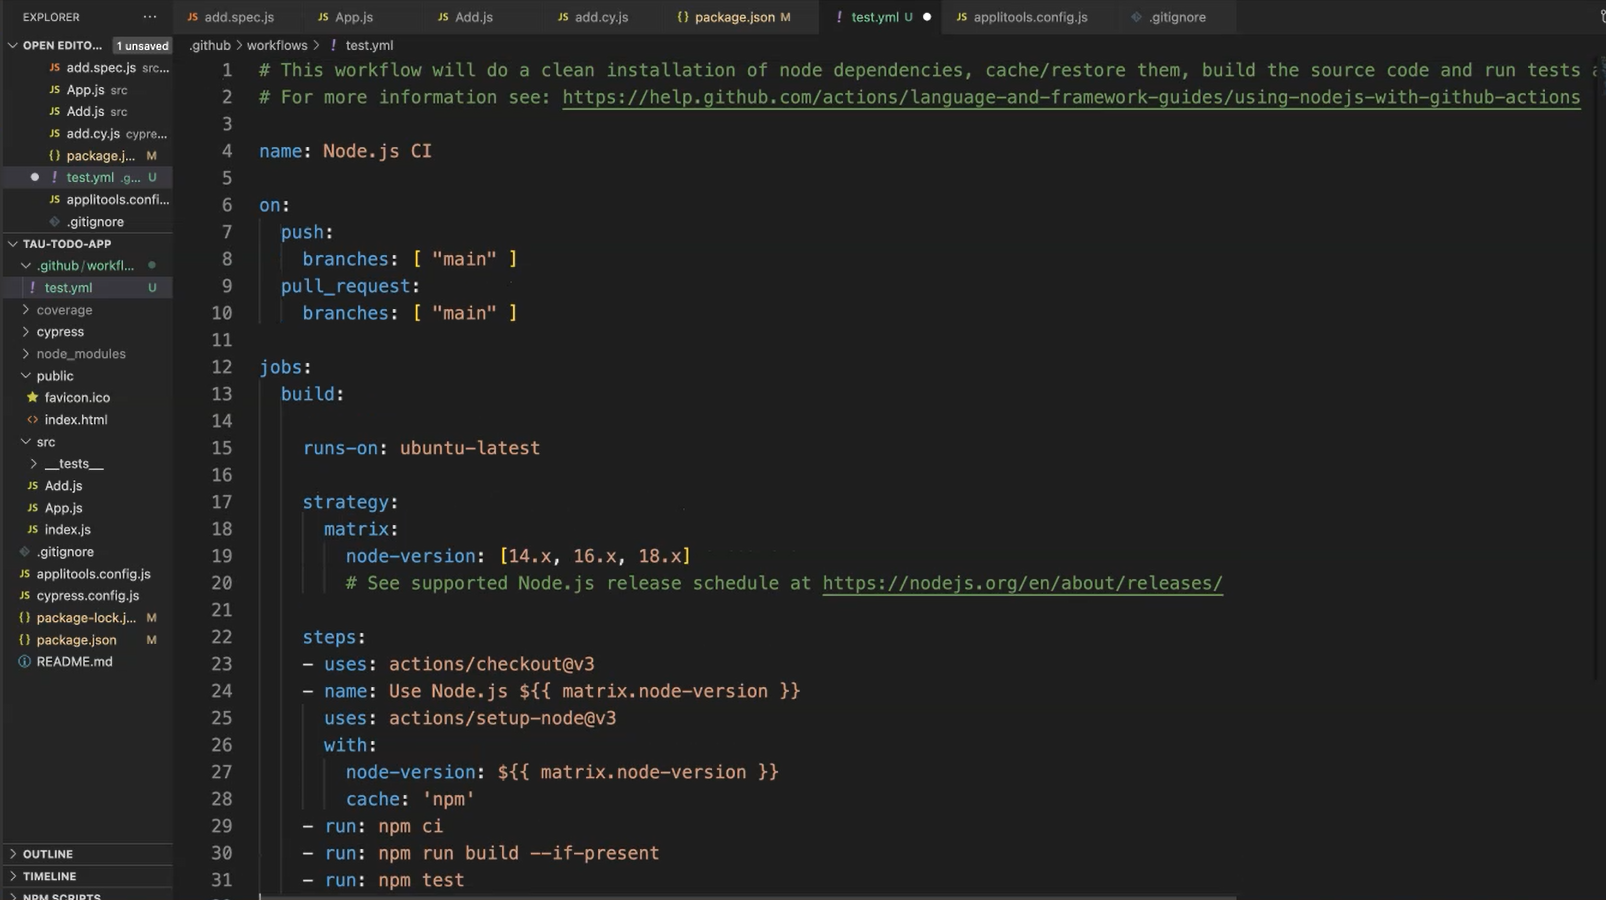 EXPLORER ...
OPEN EDITO... 1 unsaved
JS add.spec.js src...
JS App.js src
JS Add.js src
JS add.cy.js cypre...
{} package.j... M
! test.yml .g... U
JS applitools.confi...
.gitignore
TAU-TODO-APP
.github/workfl...
! test.yml U
coverage
cypress
node_modules
public
favicon.ico
<> index.html
src
__tests__
JS Add.js
JS App.js
JS index.js
.gitignore
JS applitools.config.js
JS cypress.config.js
{} package-lock.j... M
{} package.json M
README.md
OUTLINE
TIMELINE
NPM SCRIPTS
JS add.spec.js JS App.js JS Add.js JS add.cy.js {} package.json M ! test.yml U JS applitools.config.js .gitignore
.github > workflows > ! test.yml
1 # This workflow will do a clean installation of node dependencies, cache/restore them, build the source code and run tests
2 # For more information see: https://help.github.com/actions/language-and-framework-guides/using-nodejs-with-github-actions
3
4 name: Node.js CI
5
6 on:
7 push:
8 branches: [ "main" ]
9 pull_request:
10 branches: [ "main" ]
11
12 jobs:
13 build:
14
15 runs-on: ubuntu-latest
16
17 strategy:
18 matrix:
19 node-version: [14.x, 16.x, 18.x]
20 # See supported Node.js release schedule at https://nodejs.org/en/about/releases/
21
22 steps:
23 - uses: actions/checkout@v3
24 - name: Use Node.js ${{ matrix.node-version }}
25 uses: actions/setup-node@v3
26 with:
27 node-version: ${{ matrix.node-version }}
28 cache: 'npm'
29 - run: npm ci
30 - run: npm run build --if-present
31 - run: npm test